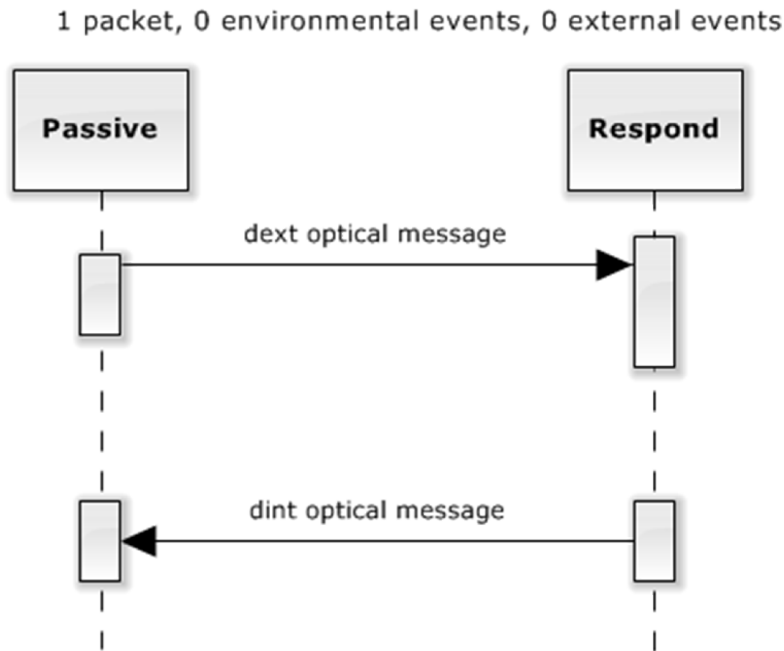 1 packet, 0 environmental events, 0 external events
Passive
Respond
dext optical message
dint optical message